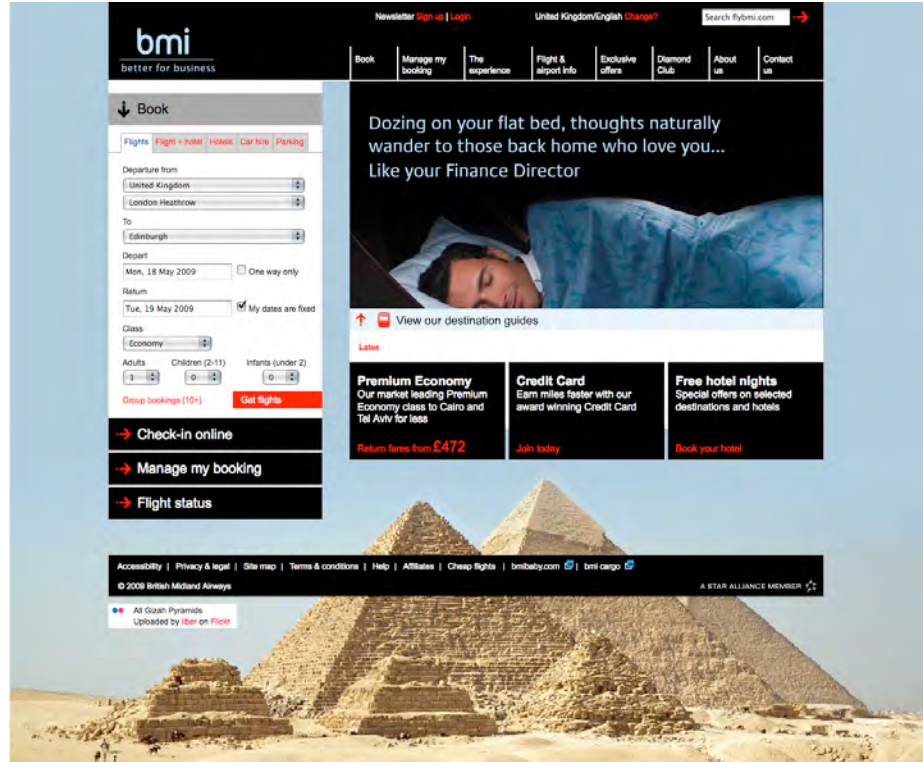 Newsletter Sign up | Login
United Kingdom/English Change?
Search flybmi.com
bmi
better for business
Book
Manage my
booking
The
experience
Flight &
airport info
Exclusive
offers
Diamond
Club
About
us
Contact
us
Book
Flights
Flight + hotel
Hotels
Car hire
Parking
Departure from
United Kingdom
London Heathrow
To
Edinburgh
Depart
Mon, 18 May 2009
One way only
Return
Tue, 19 May 2009
My dates are fixed
Class
Economy
Adults
Children (2-11)
Infants (under 2)
1
0
0
Group bookings (10+)
Get flights
Check-in online
Manage my booking
Flight status
Dozing on your flat bed, thoughts naturally
wander to those back home who love you...
Like your Finance Director
View our destination guides
Later
Premium Economy
Our market leading Premium
Economy class to Cairo and
Tel Aviv for less
Return fares from £472
Credit Card
Earn miles faster with our
award winning Credit Card
Join today
Free hotel nights
Special offers on selected
destinations and hotels
Book your hotel
Accessibility | Privacy & legal | Site map | Terms & conditions | Help | Affiliates | Cheap flights | bmibaby.com | bmi cargo
© 2009 British Midland Airways
A STAR ALLIANCE MEMBER
All Gizah Pyramids
Uploaded by liber on Flickr